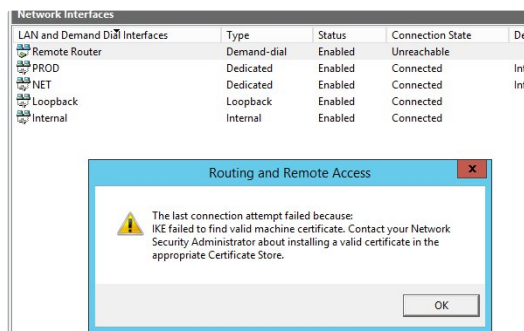 Network Interfaces
LAN and Demand Dial Interfaces Type Status Connection State
Remote Router Demand-dial Enabled Unreachable
PROD Dedicated Enabled Connected
NET Dedicated Enabled Connected
Loopback Loopback Enabled Connected
Internal Internal Enabled Connected
Routing and Remote Access
The last connection attempt failed because:
IKE failed to find valid machine certificate. Contact your Network
Security Administrator about installing a valid certificate in the
appropriate Certificate Store.
OK